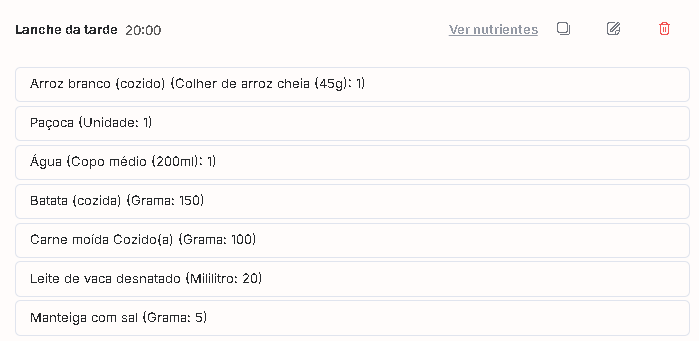 Lanche da tarde 20:00 Ver nutrientes
Arroz branco (cozido) (Colher de arroz cheia (45g): 1)
Paçoca (Unidade: 1)
Água (Copo médio (200ml): 1)
Batata (cozida) (Grama: 150)
Carne moída Cozido(a) (Grama: 100)
Leite de vaca desnatado (Mililitro: 20)
Manteiga com sal (Grama: 5)